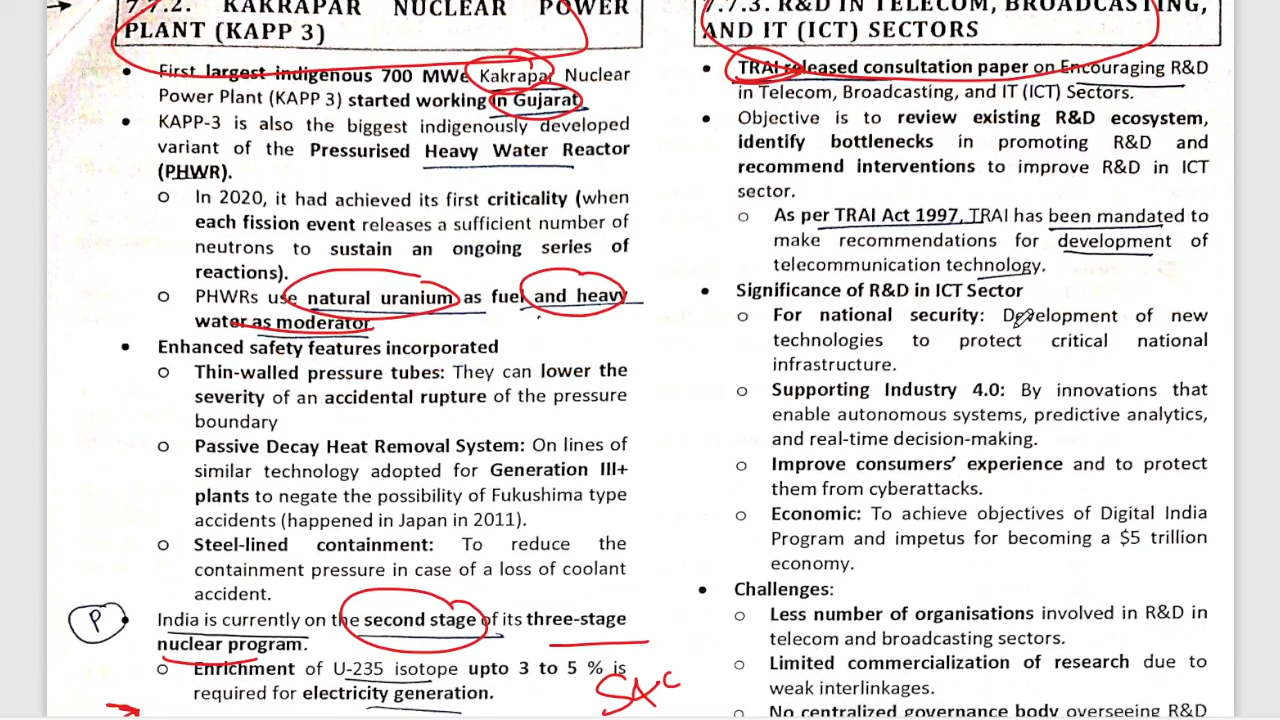 7.7.2. KAKRAPAR NUCLEAR POWER
PLANT (KAPP 3)
• First largest indigenous 700 MWe Kakrapar Nuclear
Power Plant (KAPP 3) started working in Gujarat.
• KAPP-3 is also the biggest indigenously developed
variant of the Pressurised Heavy Water Reactor
(PHWR).
o In 2020, it had achieved its first criticality (when
each fission event releases a sufficient number of
neutrons to sustain an ongoing series of
reactions).
o PHWRs use natural uranium as fuel and heavy
water as moderator
• Enhanced safety features incorporated
o Thin-walled pressure tubes: They can lower the
severity of an accidental rupture of the pressure
boundary
o Passive Decay Heat Removal System: On lines of
similar technology adopted for Generation III+
plants to negate the possibility of Fukushima type
accidents (happened in Japan in 2011).
o Steel-lined containment: To reduce the
containment pressure in case of a loss of coolant
accident.
P
• India is currently on the second stage of its three-stage
nuclear program.
o Enrichment of U-235 isotope upto 3 to 5 % is
required for electricity generation.
7.7.3. R&D IN TELECOM, BROADCASTING,
AND IT (ICT) SECTORS
• TRAI released consultation paper on Encouraging R&D
in Telecom, Broadcasting, and IT (ICT) Sectors.
• Objective is to review existing R&D ecosystem,
identify bottlenecks in promoting R&D and
recommend interventions to improve R&D in ICT
sector.
o As per TRAI Act 1997, TRAI has been mandated to
make recommendations for development of
telecommunication technology.
• Significance of R&D in ICT Sector
o For national security: Development of new
technologies to protect critical national
infrastructure.
o Supporting Industry 4.0: By innovations that
enable autonomous systems, predictive analytics,
and real-time decision-making.
o Improve consumers' experience and to protect
them from cyberattacks.
o Economic: To achieve objectives of Digital India
Program and impetus for becoming a $5 trillion
economy.
• Challenges:
o Less number of organisations involved in R&D in
telecom and broadcasting sectors.
o Limited commercialization of research due to
weak interlinkages.
o No centralized governance body overseeing R&D